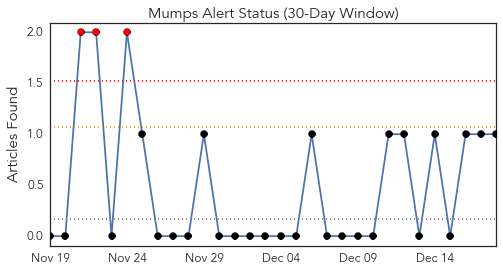 Mumps Alert Status (30-Day Window)
Articles Found
2.0
1.5
1.0
0.5
0.0
Nov 19 Nov 24 Nov 29 Dec 04 Dec 09 Dec 14